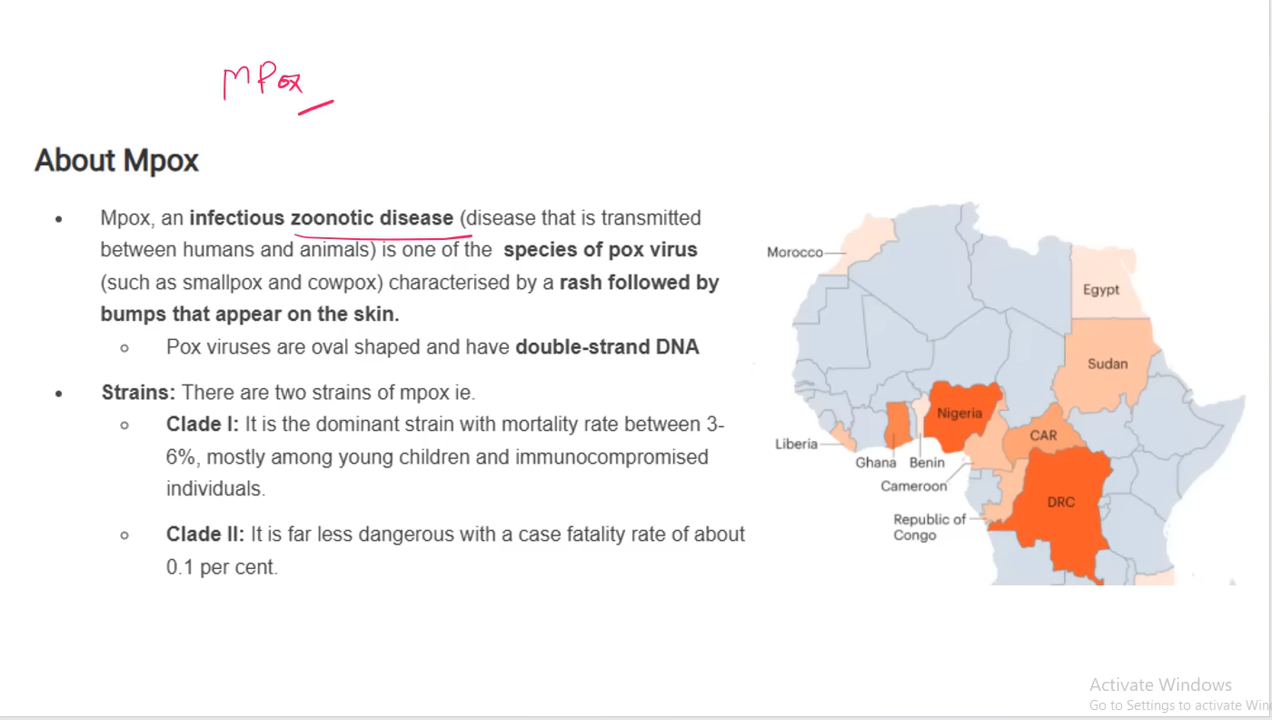 MPox
About Mpox
• Mpox, an infectious zoonotic disease (disease that is transmitted
between humans and animals) is one of the species of pox virus
(such as smallpox and cowpox) characterised by a rash followed by
bumps that appear on the skin.
○ Pox viruses are oval shaped and have double-strand DNA
• Strains: There are two strains of mpox ie.
○ Clade I: It is the dominant strain with mortality rate between 3-
6%, mostly among young children and immunocompromised
individuals.
○ Clade II: It is far less dangerous with a case fatality rate of about
0.1 per cent.
Morocco
Egypt
Sudan
Nigeria
CAR
Liberia
Ghana Benin
Cameroon
DRC
Republic of
Congo
Activate Windows
Go to Settings to activate Win